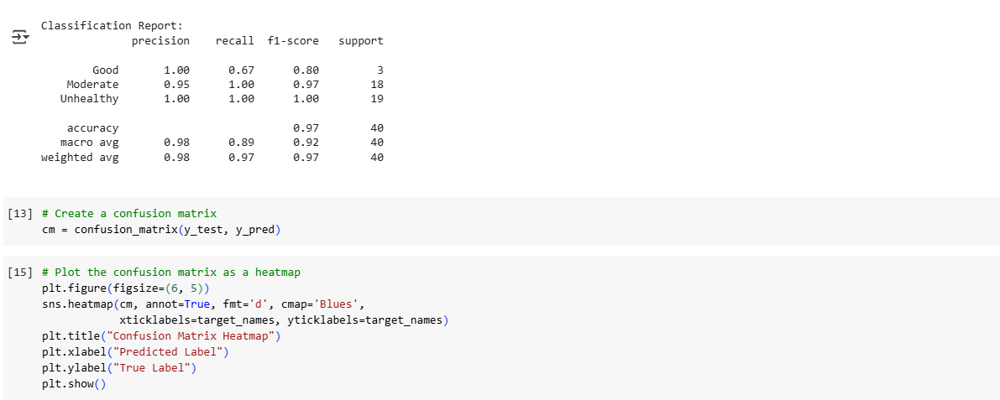 Classification Report:
              precision    recall  f1-score   support

        Good       1.00      0.67      0.80         3
    Moderate       0.95      1.00      0.97        18
   Unhealthy       1.00      1.00      1.00        19

    accuracy                           0.97        40
   macro avg       0.98      0.89      0.92        40
weighted avg       0.98      0.97      0.97        40

[13] # Create a confusion matrix
cm = confusion_matrix(y_test, y_pred)

[15] # Plot the confusion matrix as a heatmap
plt.figure(figsize=(6, 5))
sns.heatmap(cm, annot=True, fmt='d', cmap='Blues',
            xticklabels=target_names, yticklabels=target_names)
plt.title("Confusion Matrix Heatmap")
plt.xlabel("Predicted Label")
plt.ylabel("True Label")
plt.show()